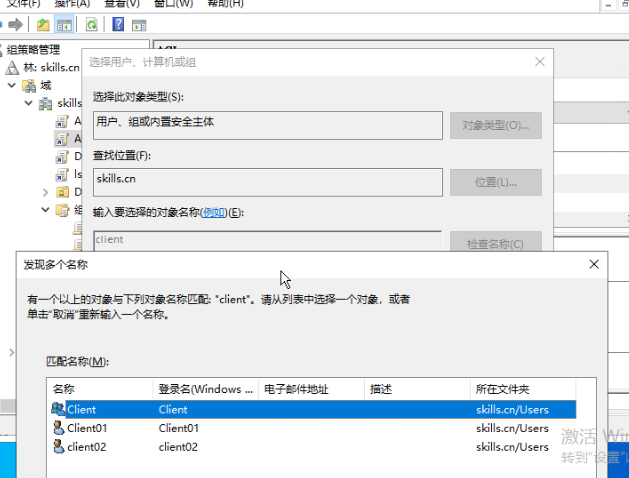 文件(F) 操作(A) 查看(V) 窗口(W) 帮助(H)
组策略管理
林: skills.cn
域
skills
A
A
D
Is
D
组
选择用户、计算机或组
选择此对象类型(S):
用户、组或内置安全主体
对象类型(O)...
查找位置(F):
skills.cn
位置(L)...
输入要选择的对象名称(例如)(E):
client
检查名称(C)
发现多个名称
有一个以上的对象与下列对象名称匹配: "client"。请从列表中选择一个对象，或者
单击"取消"重新输入一个名称。
匹配名称(M):
名称 登录名(Windows ... 电子邮件地址 描述 所在文件夹
Client Client skills.cn/Users
Client01 Client01 skills.cn/Users
client02 client02 skills.cn/Users
激活 Wi
转到"设置"以